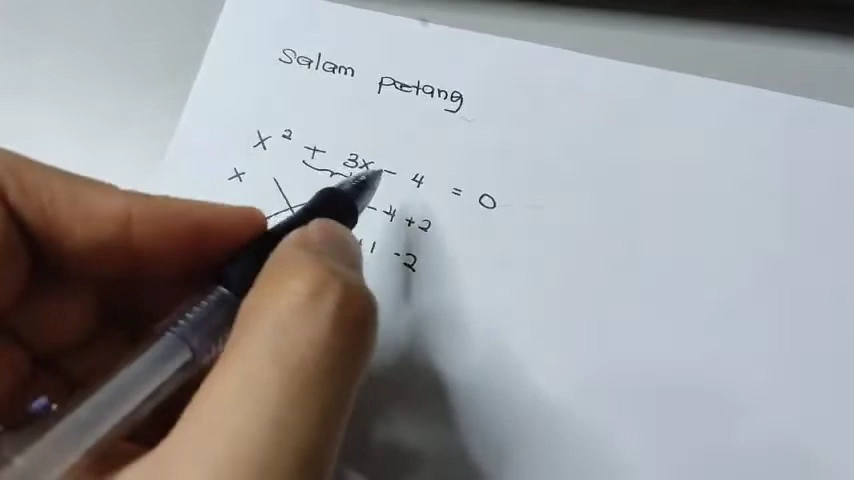 Salam petang
x² + 3x - 4 = 0
x -4 +2
+1 -2